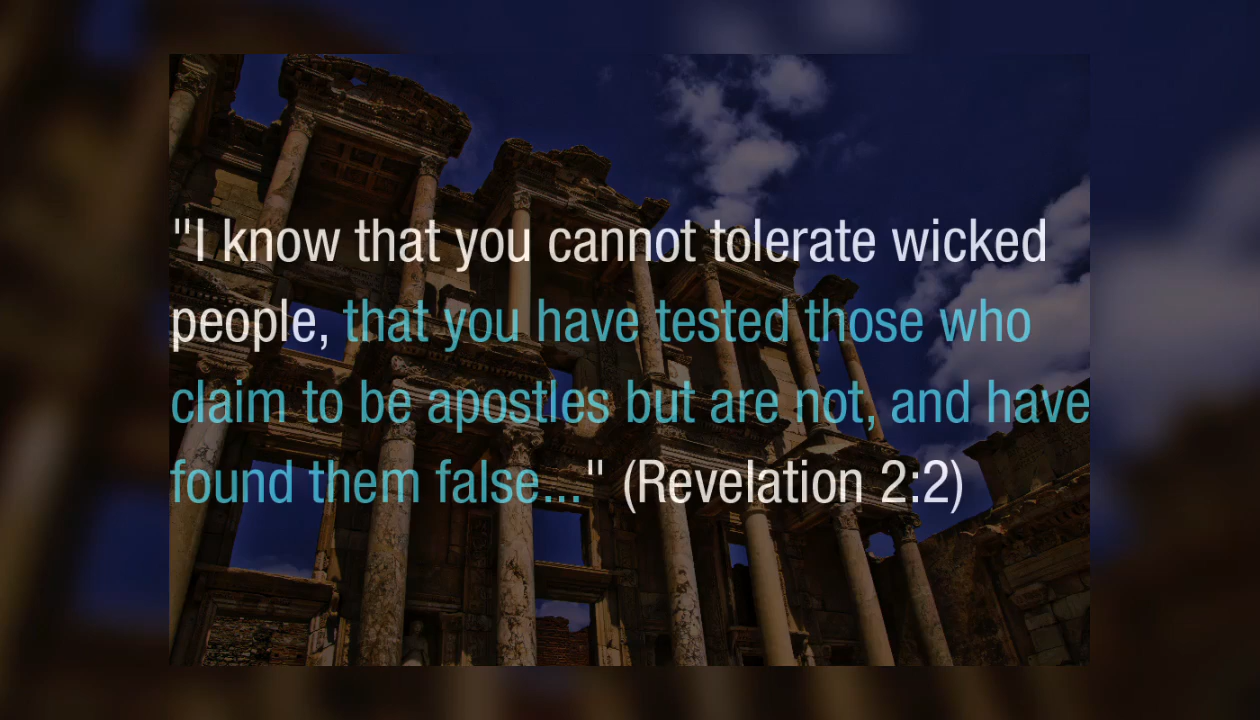 "I know that you cannot tolerate wicked
people, that you have tested those who
claim to be apostles but are not, and have
found them false..." (Revelation 2:2)